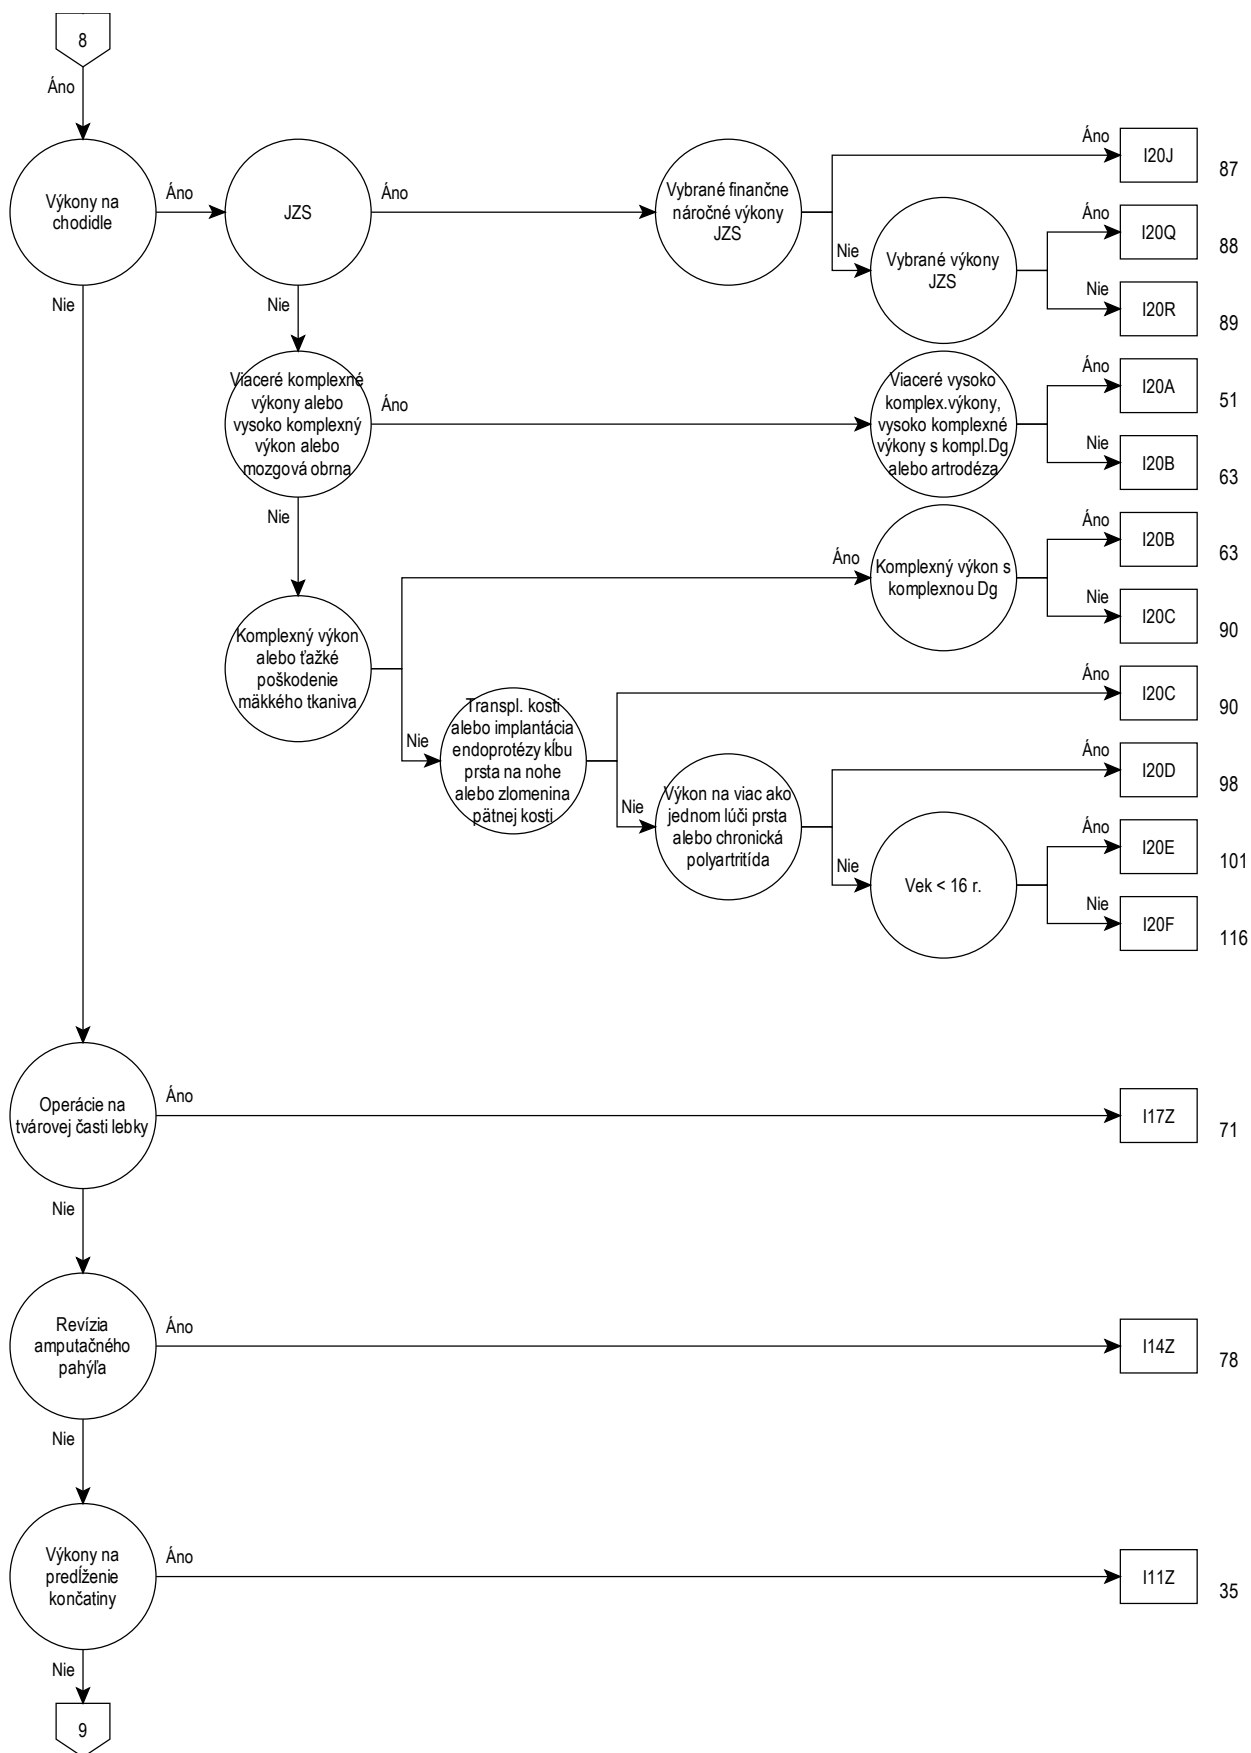 8
Áno
Výkony na
chodidle
Áno
JZS
Áno
Vybrané finančne
náročné výkony
JZS
Áno
I20J
87
Nie
Vybrané výkony
JZS
Áno
I20Q
88
Nie
I20R
89
Nie
Nie
Viaceré komplexné
výkony alebo
vysoko komplexný
výkon alebo
mozgová obrna
Áno
Viaceré vysoko
komplex.výkony,
vysoko komplexné
výkony s kompl.Dg
alebo artrodéza
Áno
I20A
51
Nie
I20B
63
Nie
Komplexný výkon
alebo ťažké
poškodenie
mäkkého tkaniva
Áno
Komplexný výkon s
komplexnou Dg
Áno
I20B
63
Nie
I20C
90
Nie
Transpl. kosti
alebo implantácia
endoprotézy kĺbu
prsta na nohe
alebo zlomenina
pätnej kosti
Áno
I20C
90
Nie
Výkon na viac ako
jednom lúči prsta
alebo chronická
polyartritída
Áno
I20D
98
Nie
Vek < 16 r.
Áno
I20E
101
Nie
I20F
116
Operácie na
tvárovej časti lebky
Áno
I17Z
71
Nie
Revízia
amputačného
pahýľa
Áno
I14Z
78
Nie
Výkony na
predĺženie
končatiny
Áno
I11Z
35
Nie
9